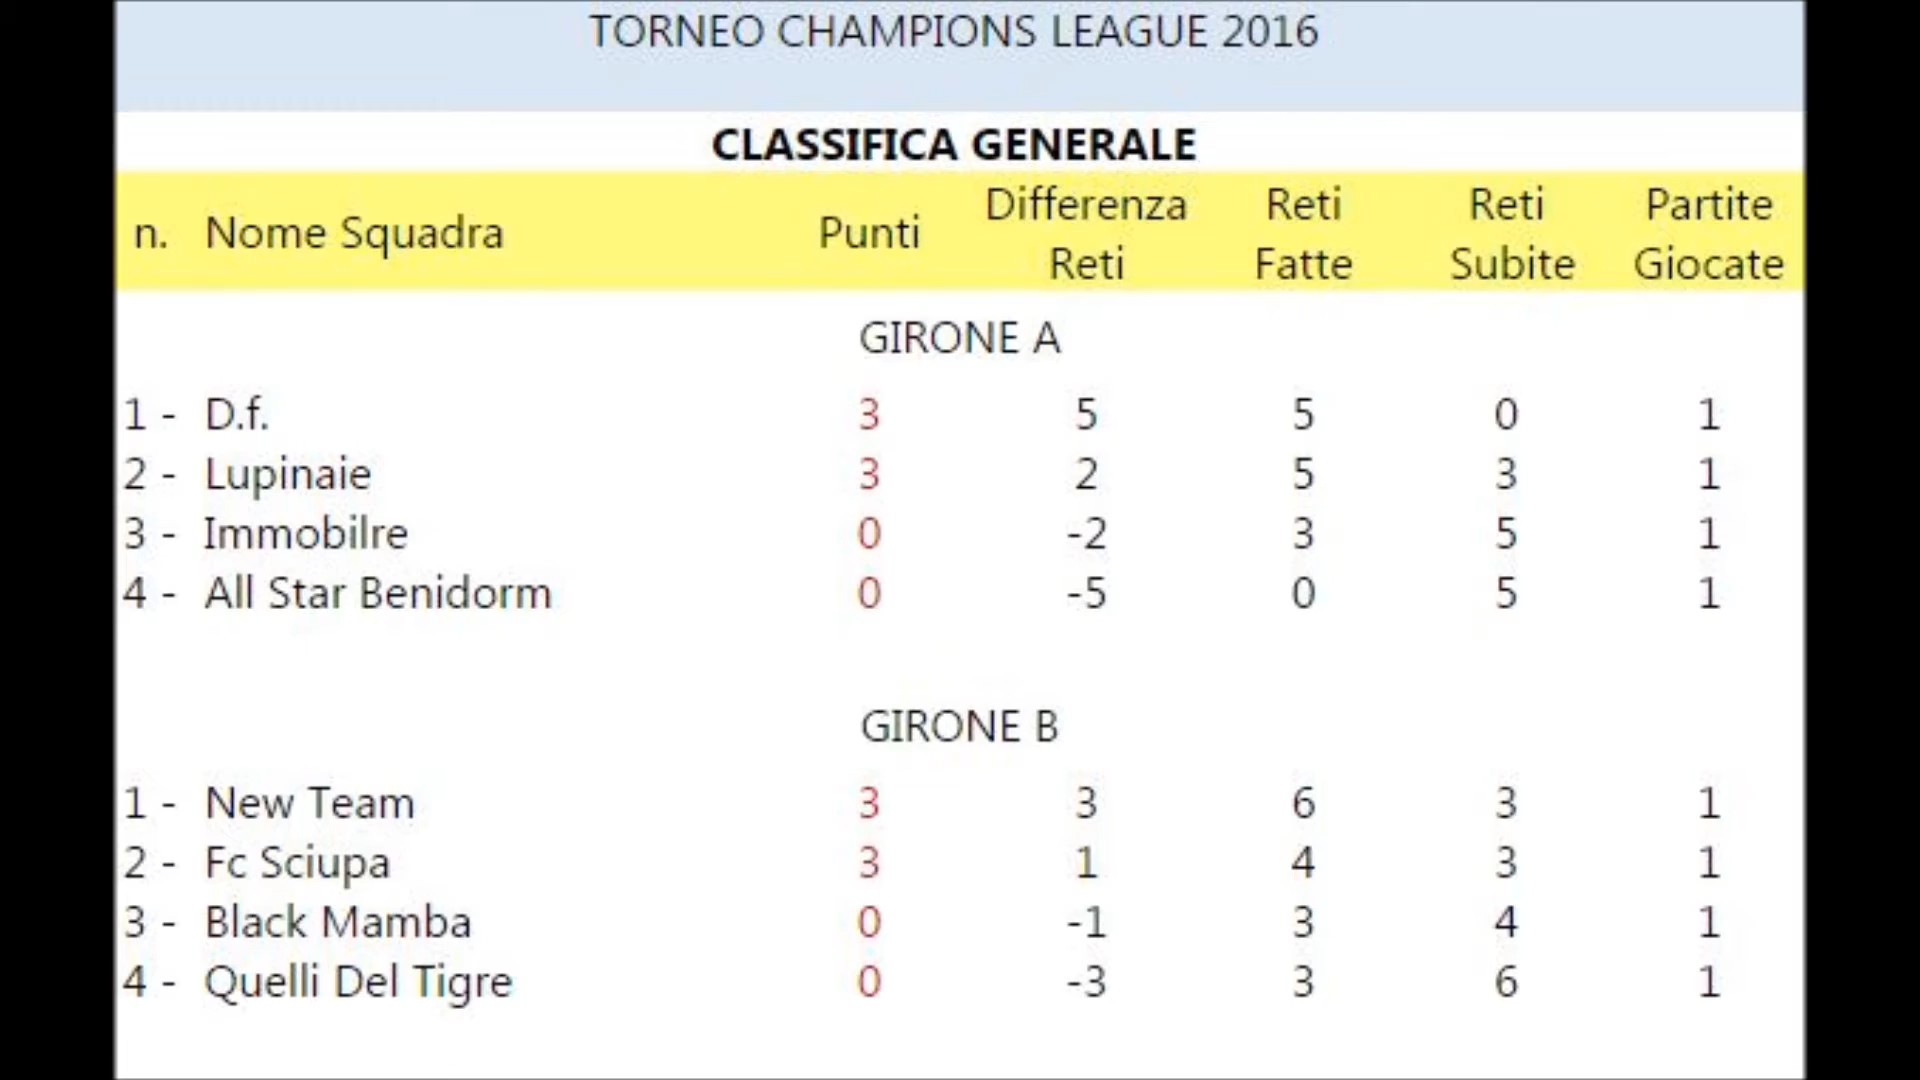 TORNEO CHAMPIONS LEAGUE 2016
CLASSIFICA GENERALE
n. Nome Squadra Punti Differenza Reti Reti Fatte Reti Subite Partite Giocate
GIRONE A
1 - D.f. 3 5 5 0 1
2 - Lupinaie 3 2 5 3 1
3 - Immobilre 0 -2 3 5 1
4 - All Star Benidorm 0 -5 0 5 1
GIRONE B
1 - New Team 3 3 6 3 1
2 - Fc Sciupa 3 1 4 3 1
3 - Black Mamba 0 -1 3 4 1
4 - Quelli Del Tigre 0 -3 3 6 1